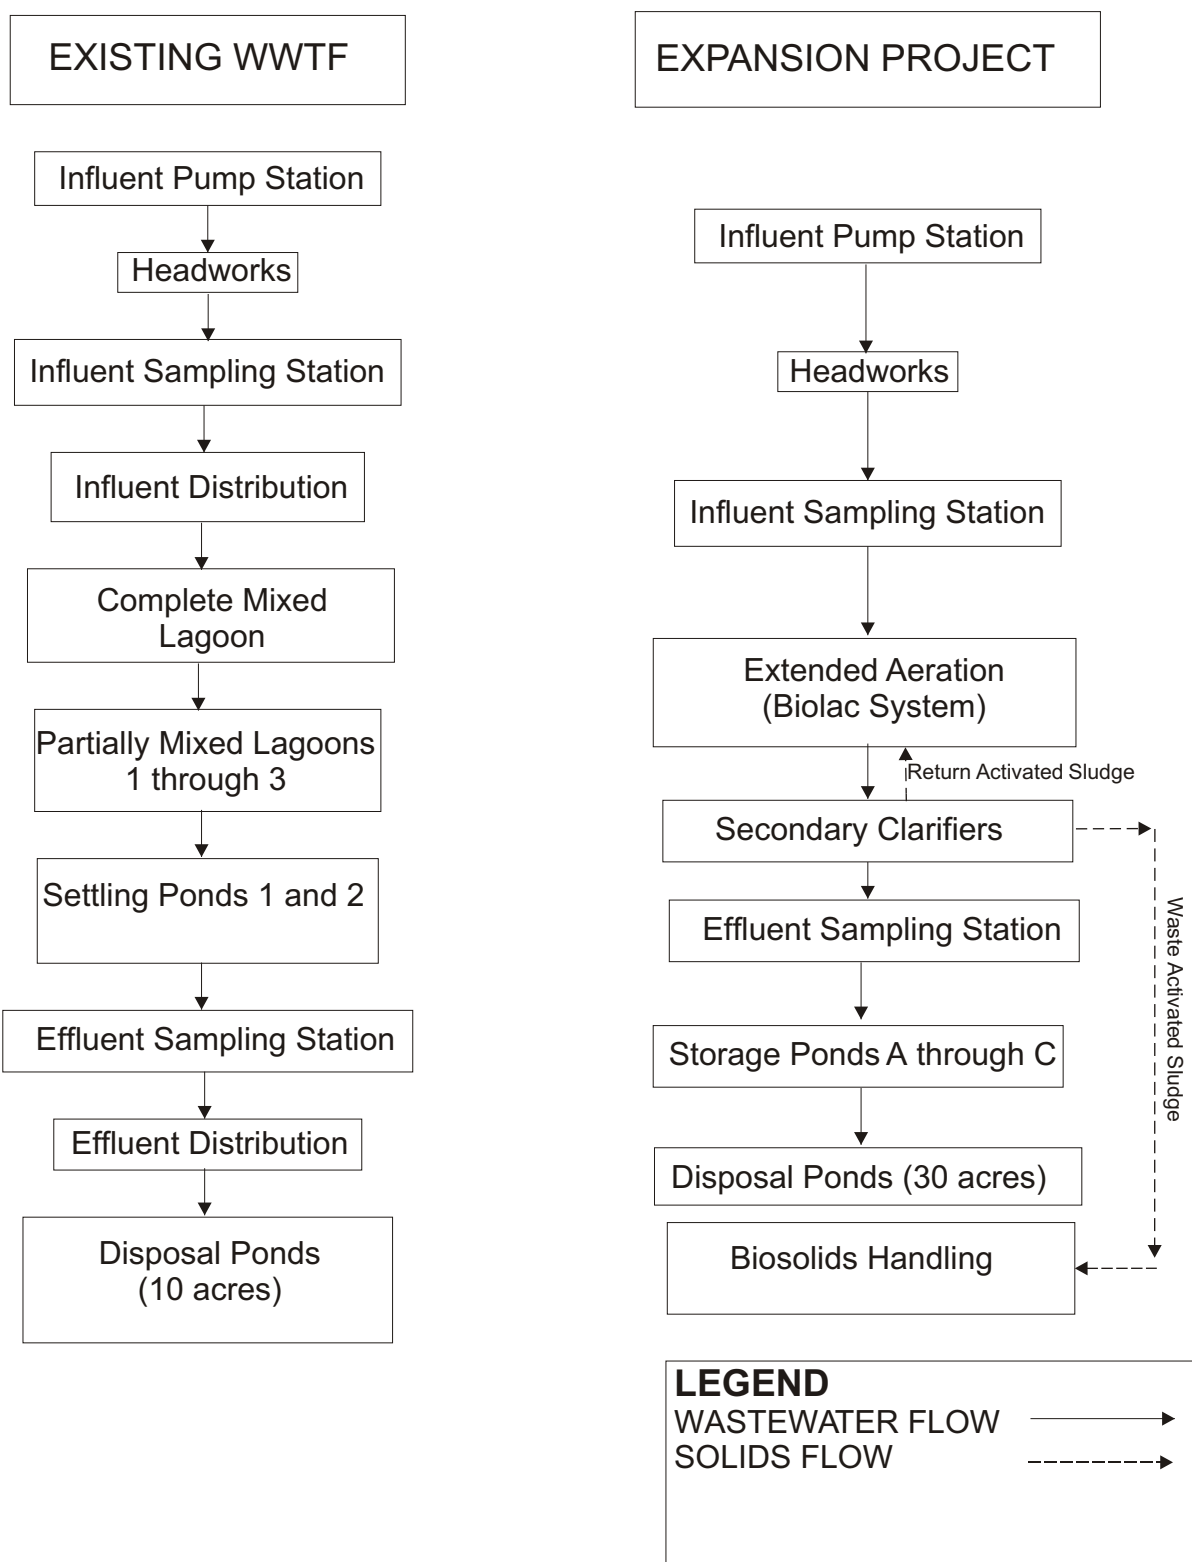 EXISTING WWTF
Influent Pump Station
Headworks
Influent Sampling Station
Influent Distribution
Complete Mixed
Lagoon
Partially Mixed Lagoons
1 through 3
Settling Ponds 1 and 2
Effluent Sampling Station
Effluent Distribution
Disposal Ponds
(10 acres)
EXPANSION PROJECT
Influent Pump Station
Headworks
Influent Sampling Station
Extended Aeration
(Biolac System)
Return Activated Sludge
Secondary Clarifiers
Waste Activated Sludge
Effluent Sampling Station
Storage Ponds A through C
Disposal Ponds (30 acres)
Biosolids Handling
LEGEND
WASTEWATER FLOW
SOLIDS FLOW